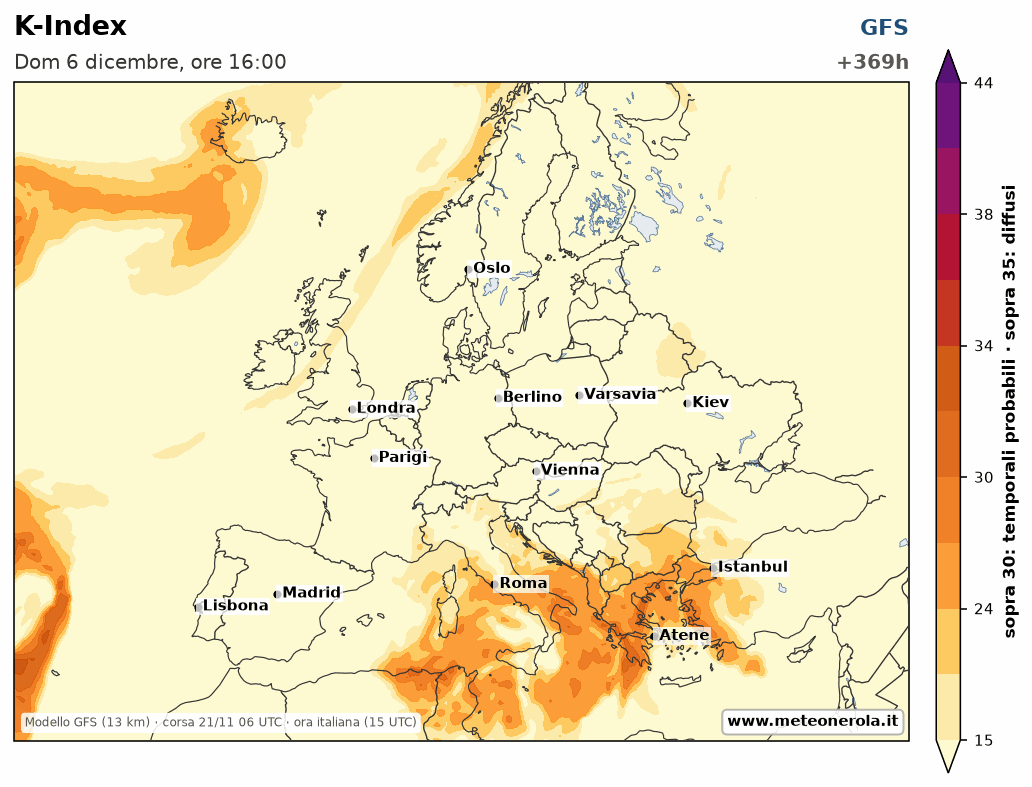 K-Index
GFS
Dom 6 dicembre, ore 16:00
+369h
44
38
34
30
24
15
sopra 30: temporali probabili · sopra 35: diffusi
Oslo
Berlino
Varsavia
Kiev
Londra
Parigi
Vienna
Istanbul
Roma
Madrid
Lisbona
Atene
Modello GFS (13 km) · corsa 21/11 06 UTC · ora italiana (15 UTC)
www.meteonerola.it